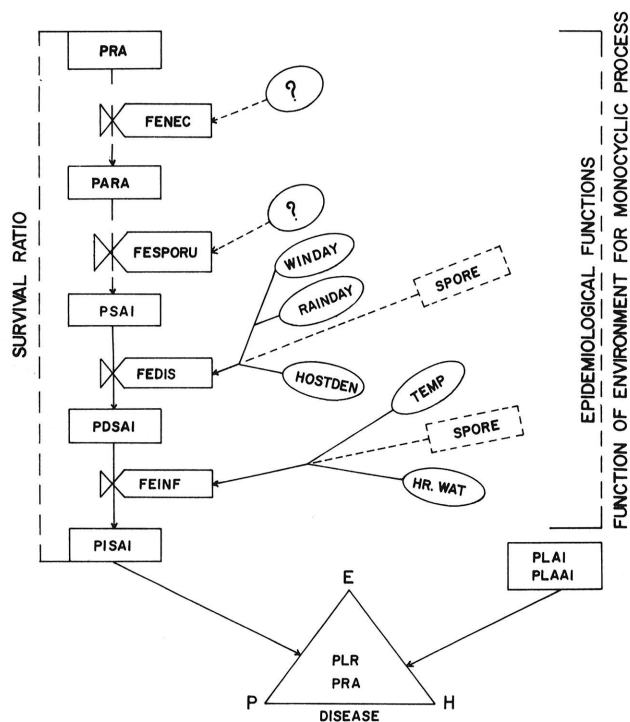 PRA
?
FENEC
PARA
?
FESPORU
WINDAY
SPORE
PSAI
RAINDAY
FEDIS
HOSTDEN
TEMP
PDSAI
SPORE
FEINF
HR. WAT
PISAI
PLAI
PLAAI
E
PLR
PRA
P
H
DISEASE
SURVIVAL RATIO
EPIDEMIOLOGICAL FUNCTIONS
FUNCTION OF ENVIRONMENT FOR MONOCYCLIC PROCESS